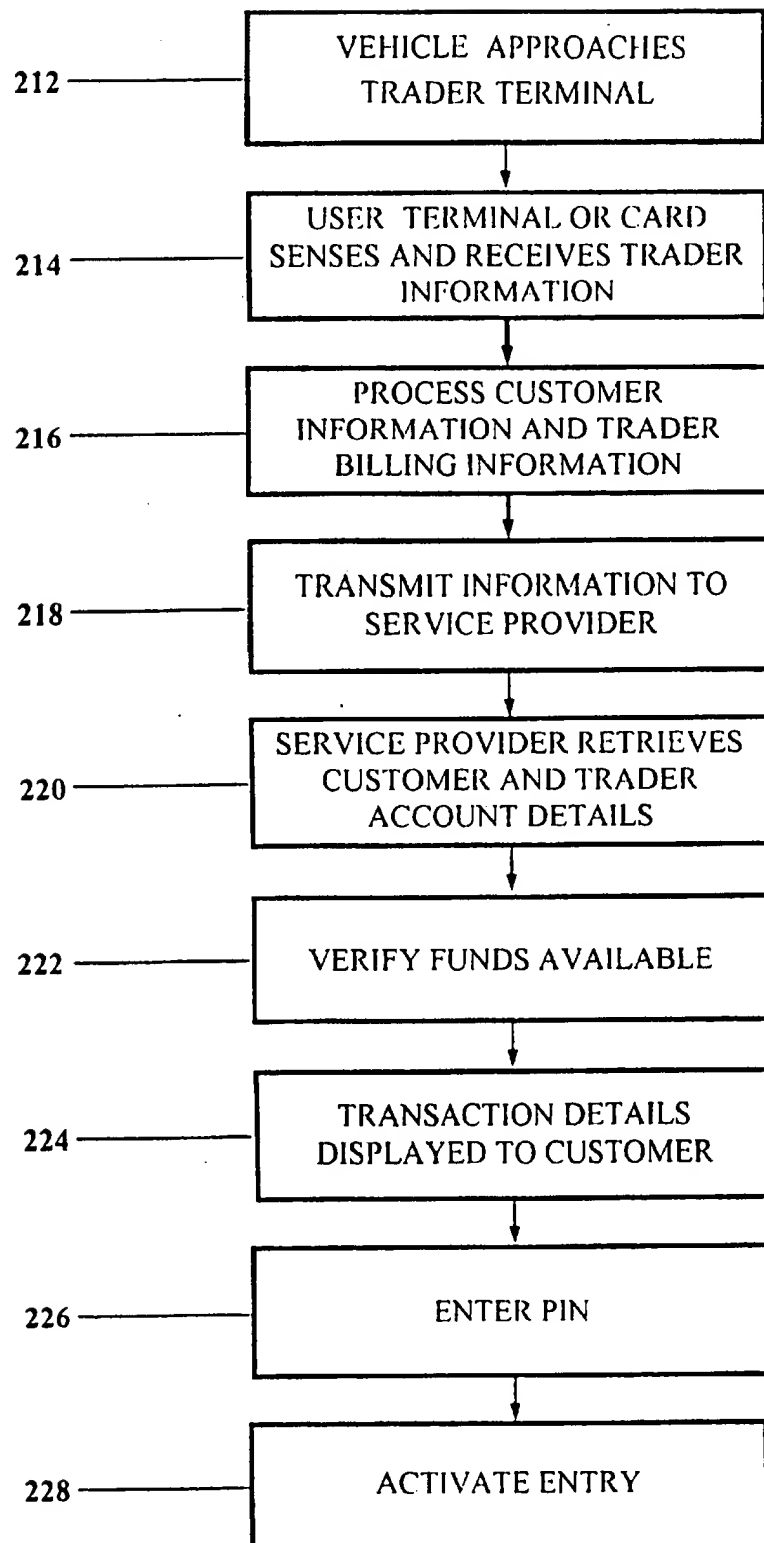 212
VEHICLE APPROACHES
TRADER TERMINAL
214
USER TERMINAL OR CARD
SENSES AND RECEIVES TRADER
INFORMATION
216
PROCESS CUSTOMER
INFORMATION AND TRADER
BILLING INFORMATION
218
TRANSMIT INFORMATION TO
SERVICE PROVIDER
220
SERVICE PROVIDER RETRIEVES
CUSTOMER AND TRADER
ACCOUNT DETAILS
222
VERIFY FUNDS AVAILABLE
224
TRANSACTION DETAILS
DISPLAYED TO CUSTOMER
226
ENTER PIN
228
ACTIVATE ENTRY